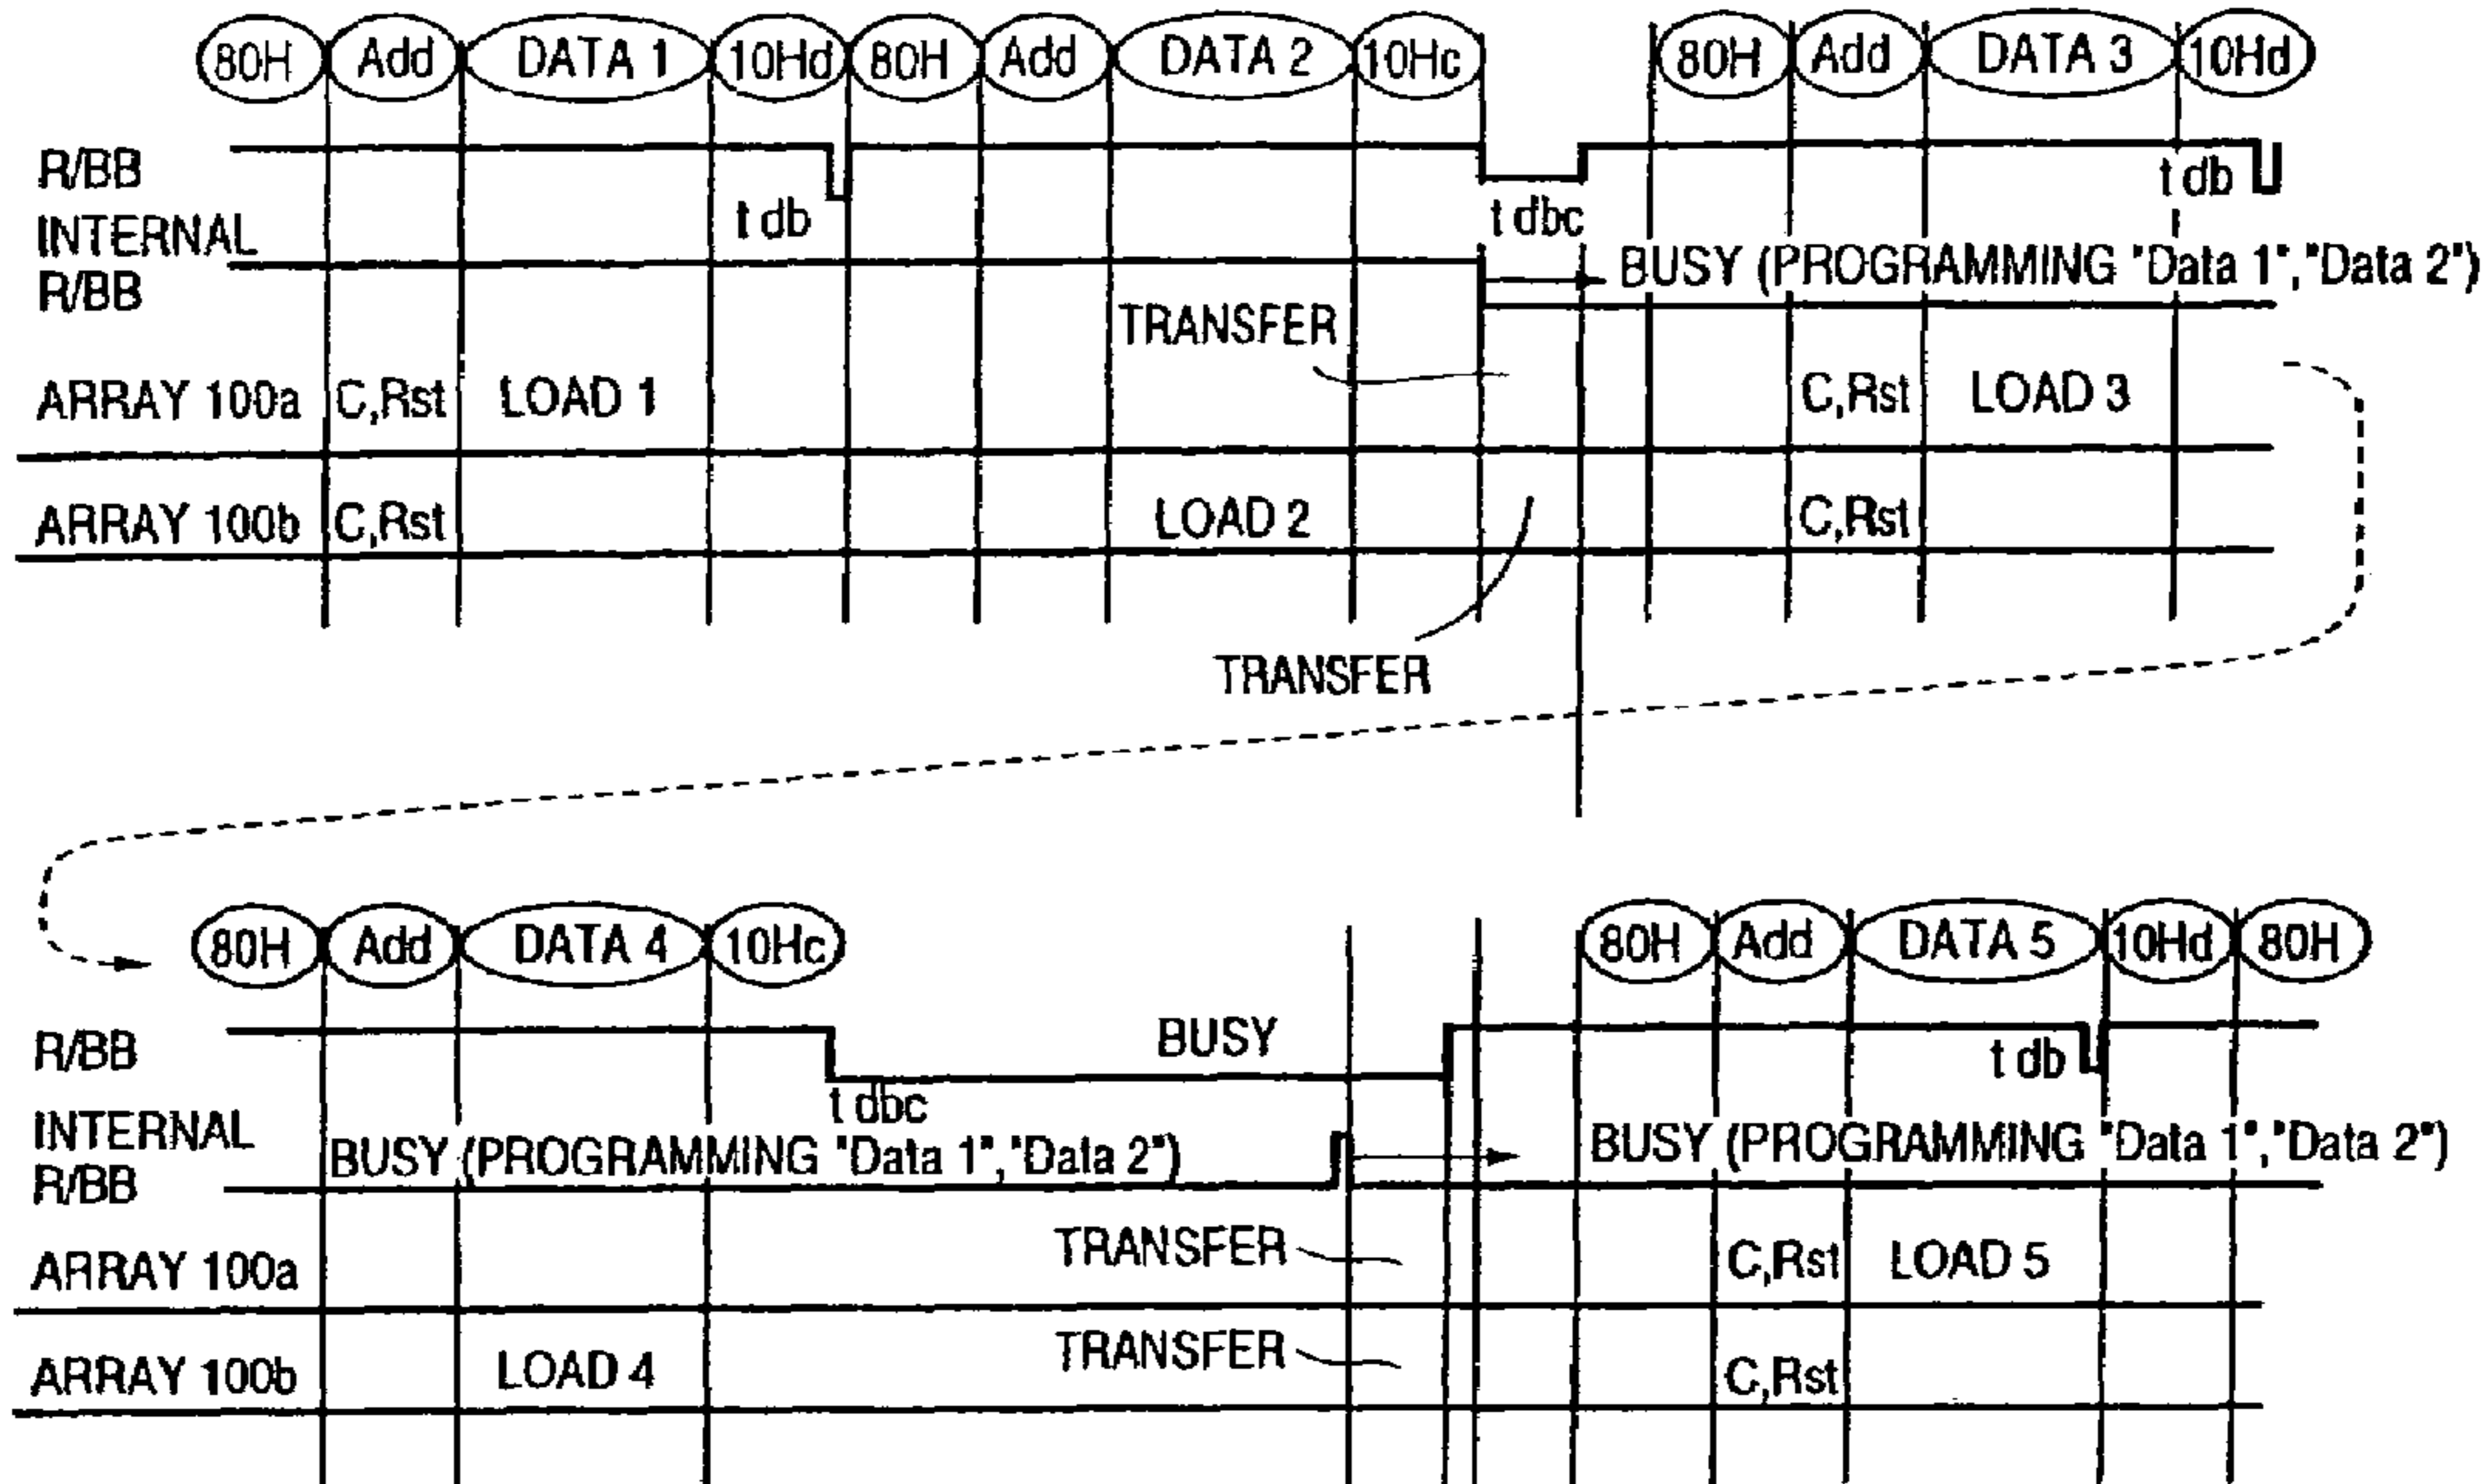 80H Add DATA 1 10Hd 80H Add DATA 2 10Hc 80H Add DATA 3 10Hd
R/BB
t db
t dbc
t db
INTERNAL
R/BB
BUSY (PROGRAMMING "Data 1","Data 2")
TRANSFER
ARRAY 100a C,Rst LOAD 1 C,Rst LOAD 3
ARRAY 100b C,Rst LOAD 2 C,Rst
TRANSFER
80H Add DATA 4 10Hc 80H Add DATA 5 10Hd 80H
R/BB
BUSY
t db
t dbc
INTERNAL
R/BB
BUSY (PROGRAMMING "Data 1","Data 2")
BUSY (PROGRAMMING "Data 1","Data 2")
ARRAY 100a TRANSFER C,Rst LOAD 5
ARRAY 100b LOAD 4 TRANSFER C,Rst